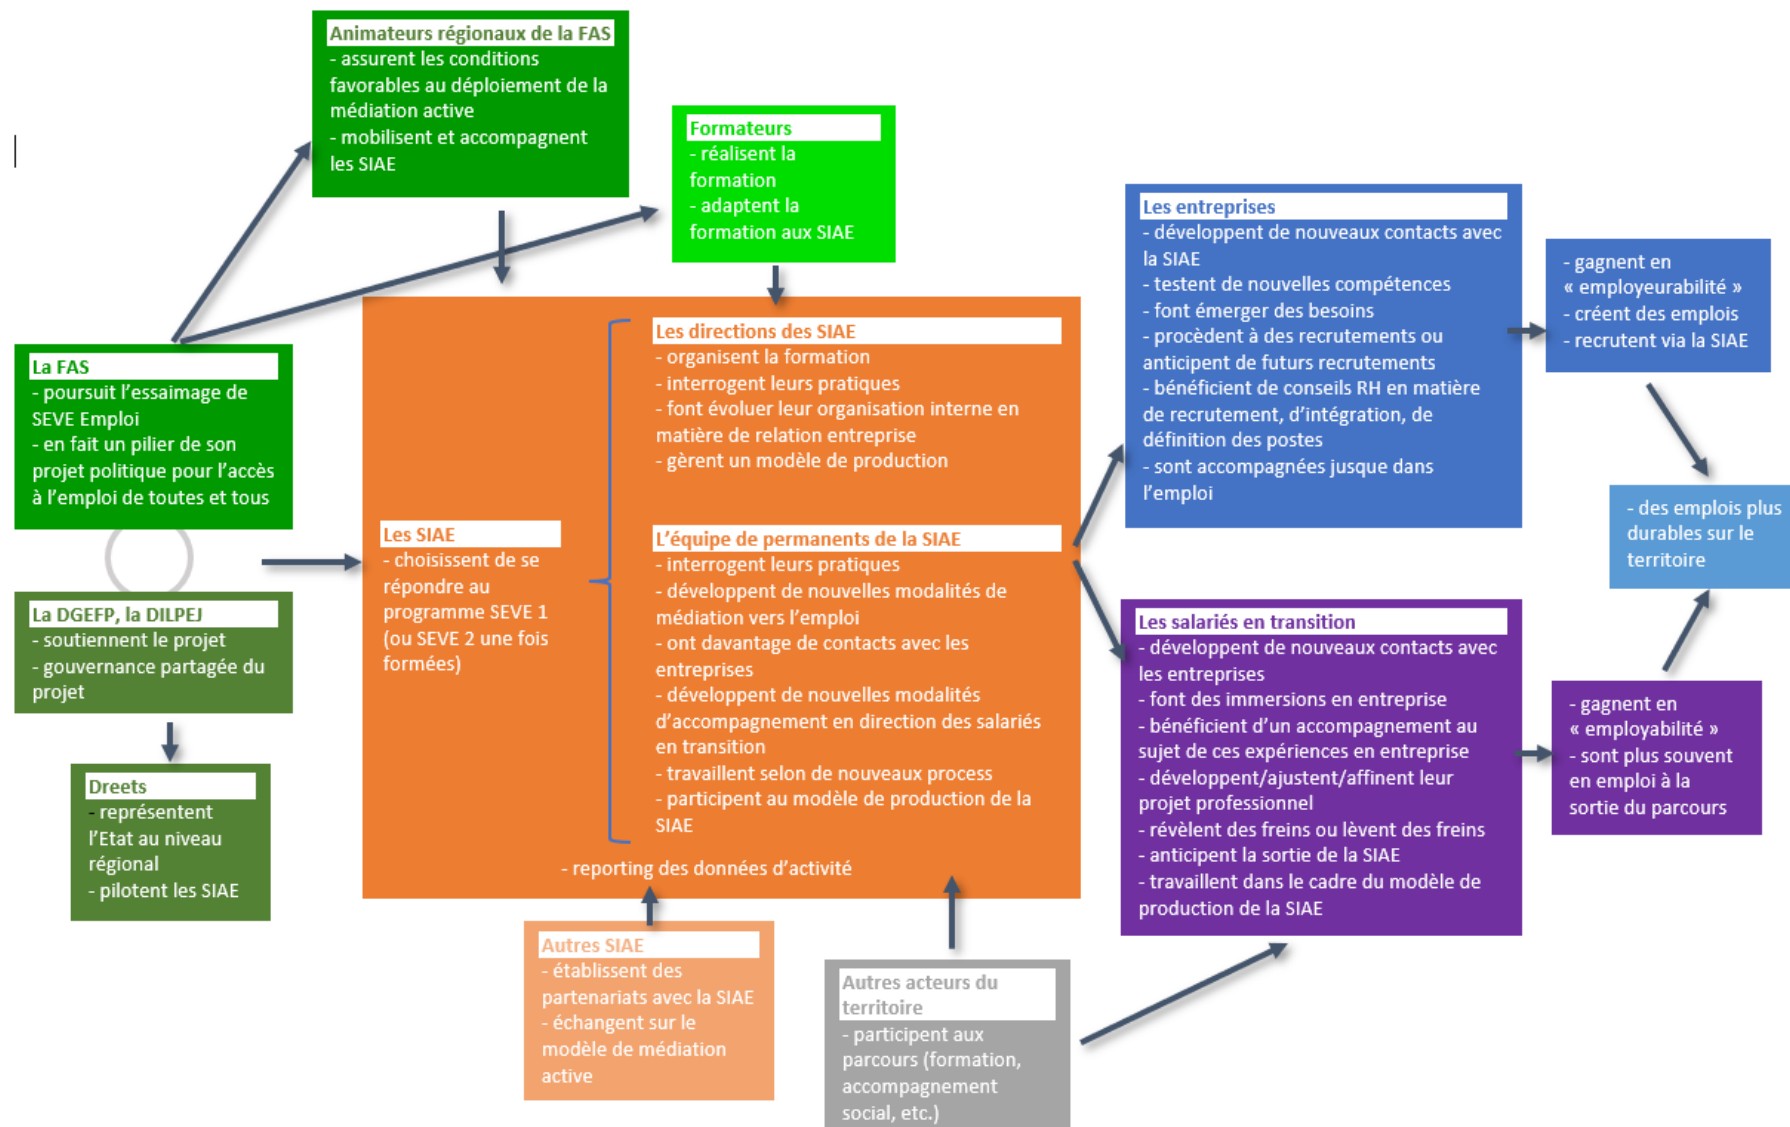 Animateurs régionaux de la FAS
- assurent les conditions
favorables au déploiement de la
médiation active
- mobilisent et accompagnent
les SIAE
Formateurs
- réalisent la
formation
- adaptent la
formation aux SIAE
La FAS
- poursuit l’essaimage de
SEVE Emploi
- en fait un pilier de son
projet politique pour l’accès
à l’emploi de toutes et tous
La DGEFP, la DILPEJ
- soutiennent le projet
- gouvernance partagée du
projet
Dreets
- représentent
l’Etat au niveau
régional
- pilotent les SIAE
Les SIAE
- choisissent de se
répondre au
programme SEVE 1
(ou SEVE 2 une fois
formées)
Les directions des SIAE
- organisent la formation
- interrogent leurs pratiques
- font évoluer leur organisation interne en
matière de relation entreprise
- gèrent un modèle de production
L’équipe de permanents de la SIAE
- interrogent leurs pratiques
- développent de nouvelles modalités de
médiation vers l’emploi
- ont davantage de contacts avec les
entreprises
- développent de nouvelles modalités
d’accompagnement en direction des salariés
en transition
- travaillent selon de nouveaux process
- participent au modèle de production de la
SIAE
- reporting des données d’activité
Autres SIAE
- établissent des
partenariats avec la SIAE
- échangent sur le
modèle de médiation
active
Autres acteurs du
territoire
- participent aux
parcours (formation,
accompagnement
social, etc.)
Les entreprises
- développent de nouveaux contacts avec
la SIAE
- testent de nouvelles compétences
- font émerger des besoins
- procèdent à des recrutements ou
anticipent de futurs recrutements
- bénéficient de conseils RH en matière
de recrutement, d’intégration, de
définition des postes
- sont accompagnées jusque dans
l’emploi
- gagnent en
« employeurabilité »
- créent des emplois
- recrutent via la SIAE
Les salariés en transition
- développent de nouveaux contacts avec
les entreprises
- font des immersions en entreprise
- bénéficient d’un accompagnement au
sujet de ces expériences en entreprise
- développent/ajustent/affinent leur
projet professionnel
- révèlent des freins ou lèvent des freins
- anticipent la sortie de la SIAE
- travaillent dans le cadre du modèle de
production de la SIAE
- gagnent en
« employabilité »
- sont plus souvent
en emploi à la
sortie du parcours
- des emplois plus
durables sur le
territoire